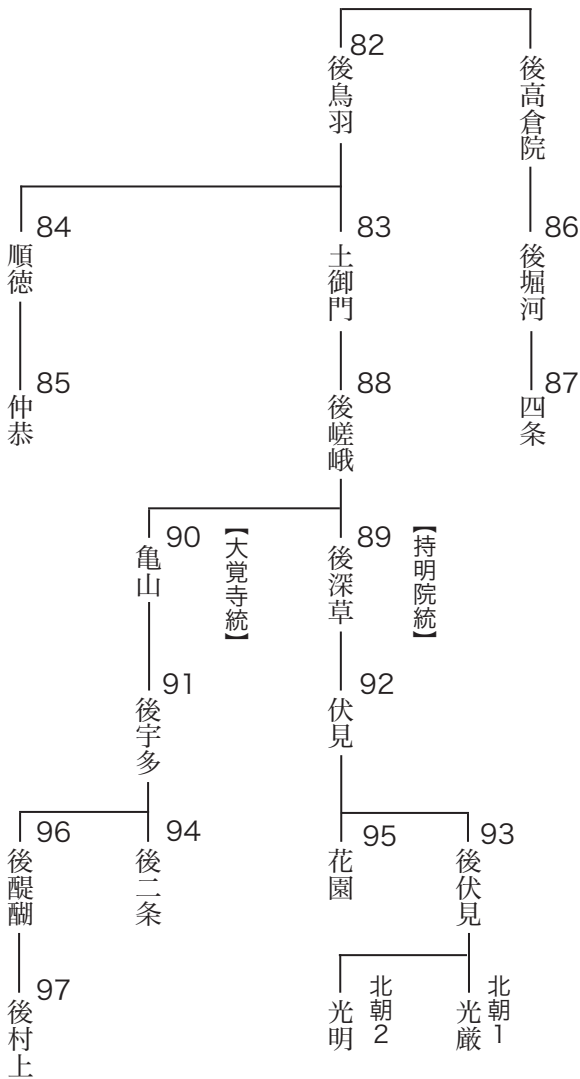 82
後鳥羽
後高倉院
84
順徳
83
土御門
86
後堀河
85
仲恭
88
後嵯峨
87
四条
90
亀山
【大覚寺統】
89
後深草
【持明院統】
91
後宇多
92
伏見
96
後醍醐
94
後二条
95
花園
93
後伏見
97
後村上
北朝2
光明
北朝1
光厳